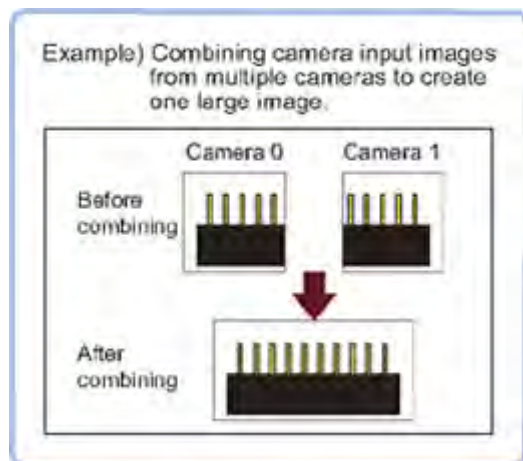 Example) Combining camera input images
from multiple cameras to create
one large image.
Camera 0 Camera 1
Before
combining
After
combining